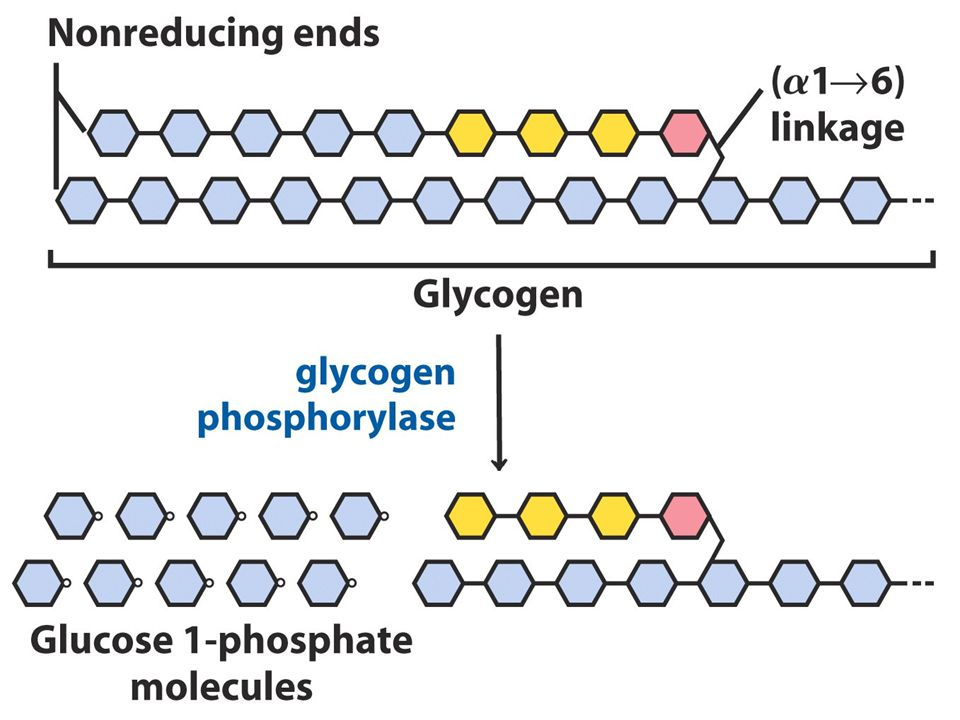 Nonreducing ends
(α1→6)
linkage
Glycogen
glycogen
phosphorylase
Glucose 1-phosphate
molecules